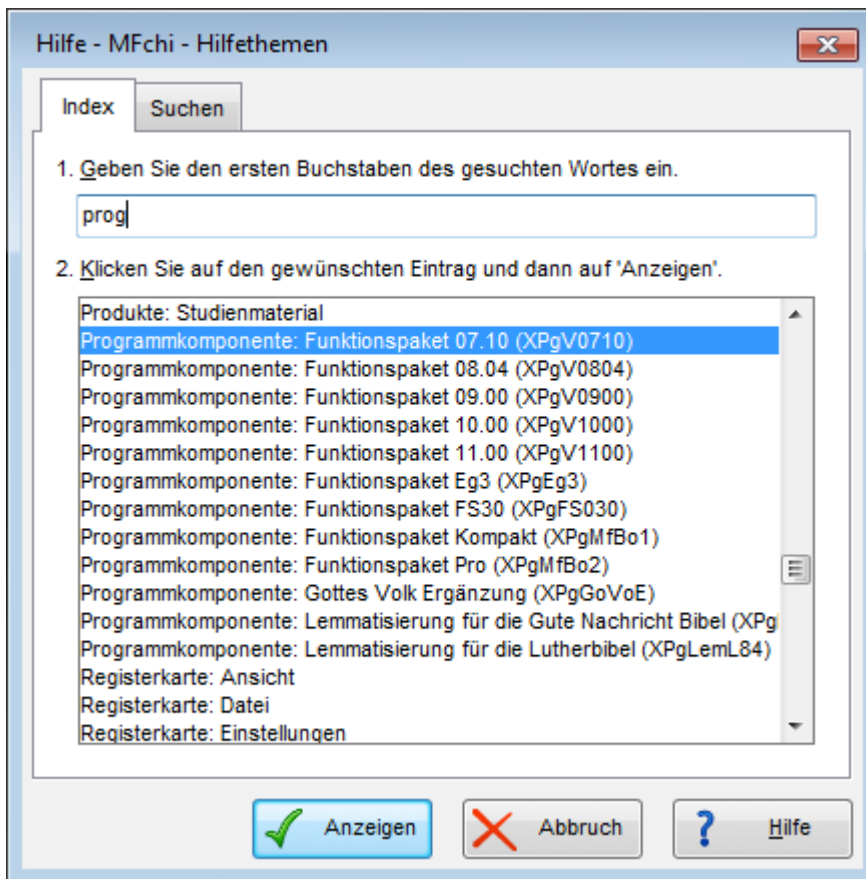 Hilfe - MFchi - Hilfethemen
Index Suchen
1. Geben Sie den ersten Buchstaben des gesuchten Wortes ein.
prog
2. Klicken Sie auf den gewünschten Eintrag und dann auf 'Anzeigen'.
Produkte: Studienmaterial
Programmkomponente: Funktionspaket 07.10 (XPgV0710)
Programmkomponente: Funktionspaket 08.04 (XPgV0804)
Programmkomponente: Funktionspaket 09.00 (XPgV0900)
Programmkomponente: Funktionspaket 10.00 (XPgV1000)
Programmkomponente: Funktionspaket 11.00 (XPgV1100)
Programmkomponente: Funktionspaket Eg3 (XPgEg3)
Programmkomponente: Funktionspaket FS30 (XPgFS030)
Programmkomponente: Funktionspaket Kompakt (XPgMfBo1)
Programmkomponente: Funktionspaket Pro (XPgMfBo2)
Programmkomponente: Gottes Volk Ergänzung (XPgGoVoE)
Programmkomponente: Lemmatisierung für die Gute Nachricht Bibel (XPg
Programmkomponente: Lemmatisierung für die Lutherbibel (XPgLemL84)
Registerkarte: Ansicht
Registerkarte: Datei
Registerkarte: Einstellungen
Anzeigen Abbruch Hilfe